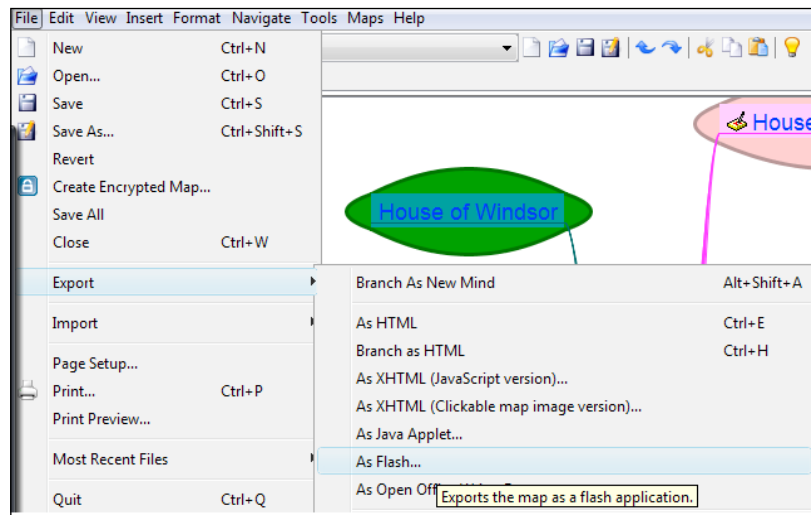 File Edit View Insert Format Navigate Tools Maps Help
New Ctrl+N
Open... Ctrl+O
Save Ctrl+S
Save As... Ctrl+Shift+S
Revert
Create Encrypted Map...
Save All
Close Ctrl+W
Export
Import
Page Setup...
Print... Ctrl+P
Print Preview...
Most Recent Files
Quit Ctrl+Q
House
House of Windsor
Branch As New Mind Alt+Shift+A
As HTML Ctrl+E
Branch as HTML Ctrl+H
As XHTML (JavaScript version)...
As XHTML (Clickable map image version)...
As Java Applet...
As Flash...
As Open
Exports the map as a flash application.